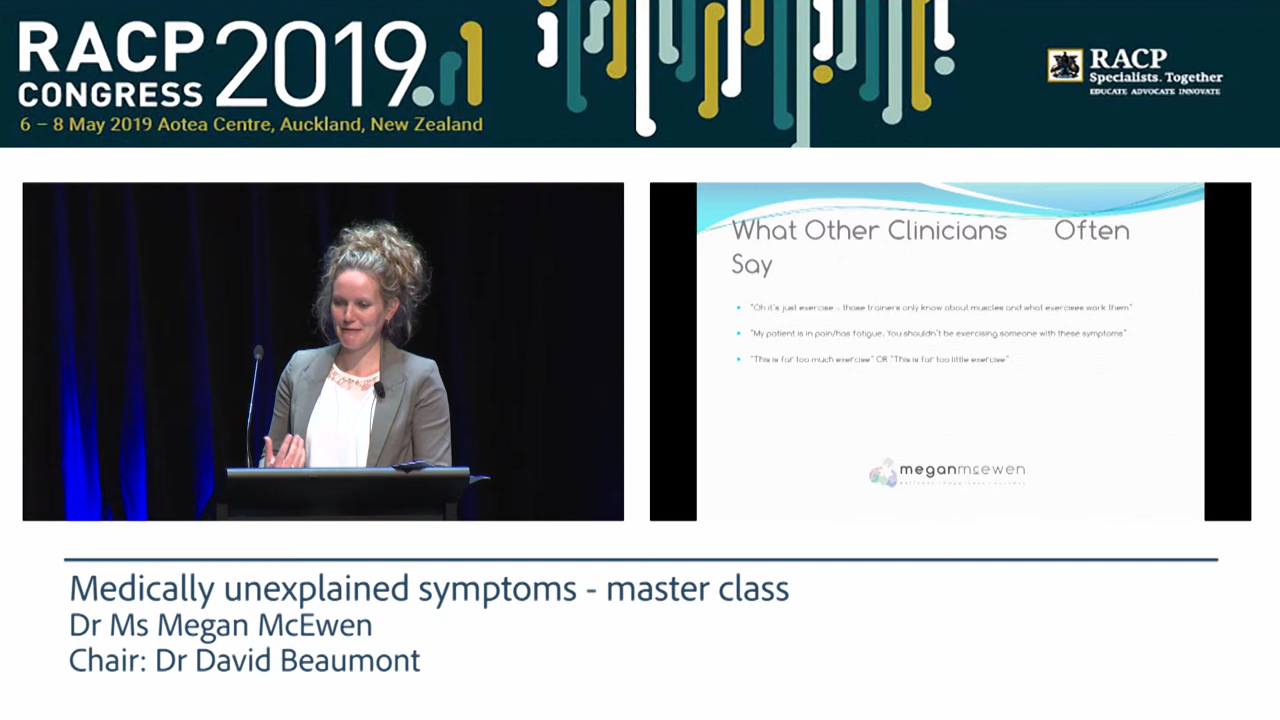 RACP
CONGRESS 2019
6 – 8 May 2019 Aotea Centre, Auckland, New Zealand
RACP
Specialists. Together
EDUCATE ADVOCATE INNOVATE
What Other Clinicians Often
Say
"Oh it's just exercise – those trainers only know about muscles and what exercises work them"
"My patient is in pain/has fatigue. You shouldn't be exercising someone with these symptoms"
"This is far too much exercise" OR "This is far too little exercise"
meganmcewen
Medically unexplained symptoms - master class
Dr Ms Megan McEwen
Chair: Dr David Beaumont